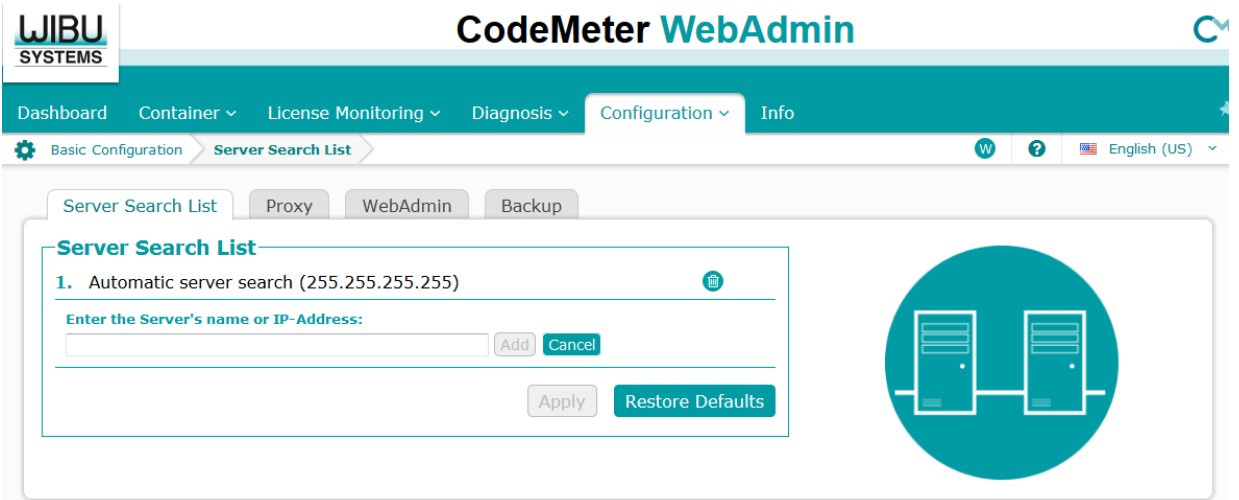 WIBU
SYSTEMS
CodeMeter WebAdmin
Dashboard Container License Monitoring Diagnosis Configuration Info
Basic Configuration Server Search List W ? English (US)
Server Search List Proxy WebAdmin Backup
Server Search List
1. Automatic server search (255.255.255.255)
Enter the Server's name or IP-Address:
Add Cancel
Apply Restore Defaults